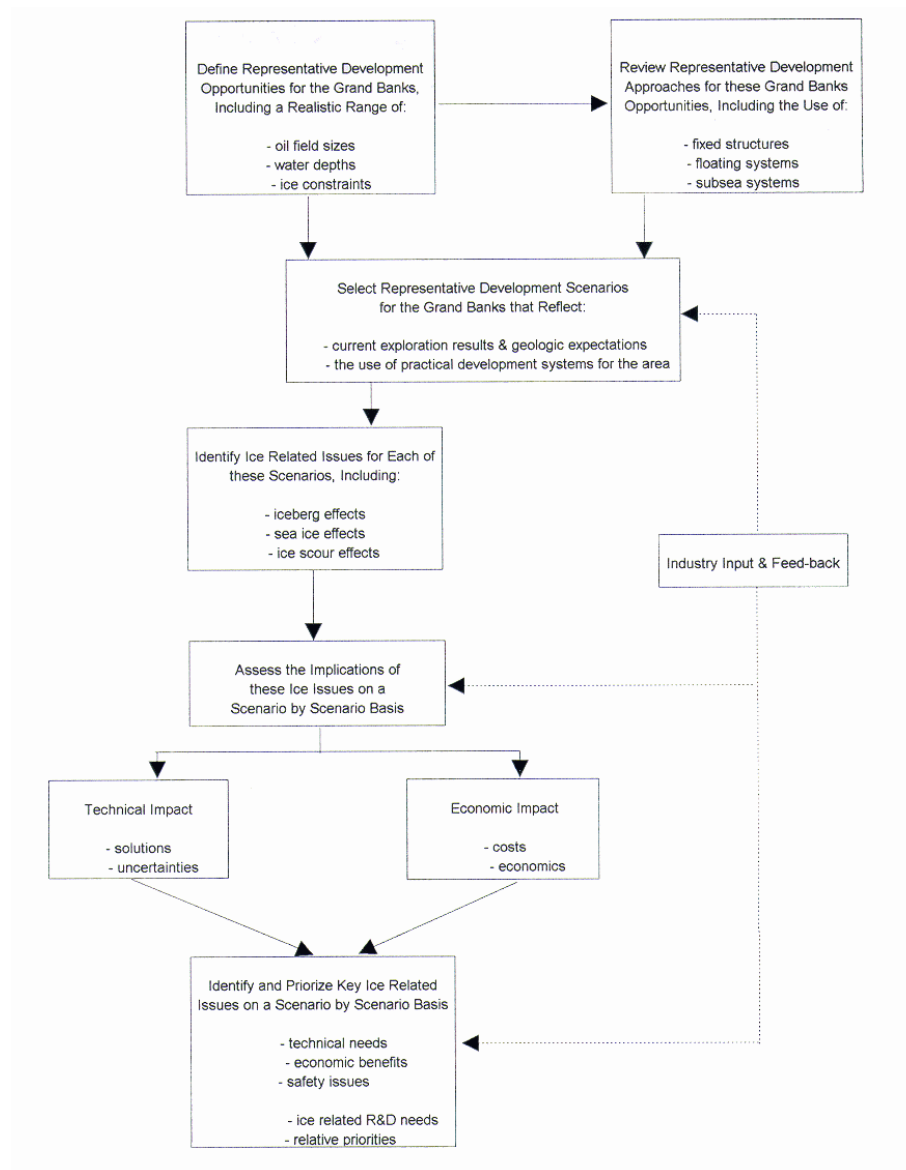 Define Representative Development
Opportunities for the Grand Banks,
Including a Realistic Range of:
- oil field sizes
- water depths
- ice constraints
Review Representative Development
Approaches for these Grand Banks
Opportunities, Including the Use of:
- fixed structures
- floating systems
- subsea systems
Select Representative Development Scenarios
for the Grand Banks that Reflect:
- current exploration results & geologic expectations
- the use of practical development systems for the area
Identify Ice Related Issues for Each of
these Scenarios, Including:
- iceberg effects
- sea ice effects
- ice scour effects
Industry Input & Feed-back
Assess the Implications of
these Ice Issues on a
Scenario by Scenario Basis
Technical Impact
- solutions
- uncertainties
Economic Impact
- costs
- economics
Identify and Priorize Key Ice Related
Issues on a Scenario by Scenario Basis
- technical needs
- economic benefits
- safety issues
- ice related R&D needs
- relative priorities